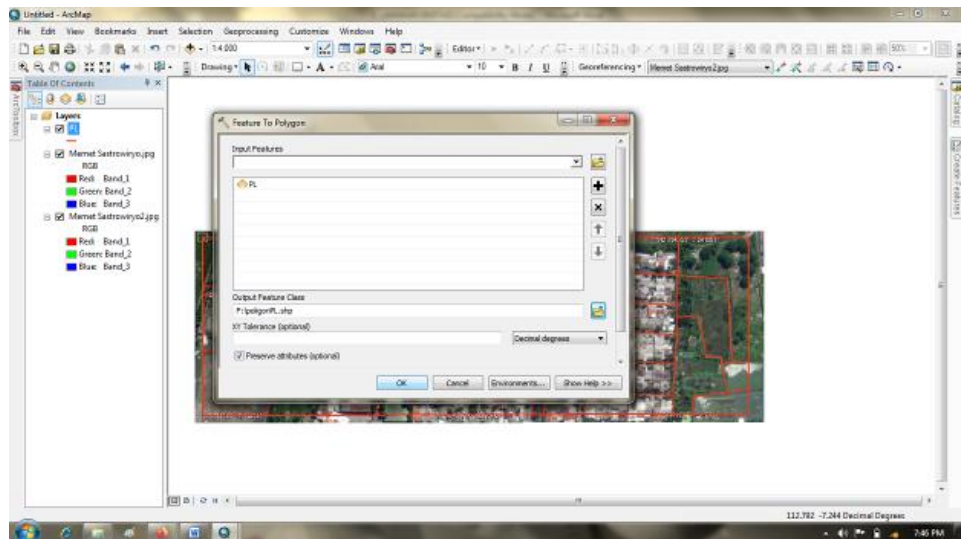 Untitled - ArcMap
File Edit View Bookmarks Insert Selection Geoprocessing Customize Windows Help
1:4.000
Editor
Drawing
A
Arial
10
B I U
Georeferencing
Memet Sastrowiryo2.jpg
Table Of Contents
Layers
PL
Memet Sastrowiryo.jpg
RGB
Red: Band_1
Green: Band_2
Blue: Band_3
Memet Sastrowiryo2.jpg
RGB
Red: Band_1
Green: Band_2
Blue: Band_3
ArcToolbox
Catalog
Create Features
Feature To Polygon
Input Features
PL
Output Feature Class
F:\poligonPL.shp
XY Tolerance (optional)
Decimal degrees
Preserve attributes (optional)
OK
Cancel
Environments...
Show Help >>
112.782 -7.244 Decimal Degrees
7:46 PM